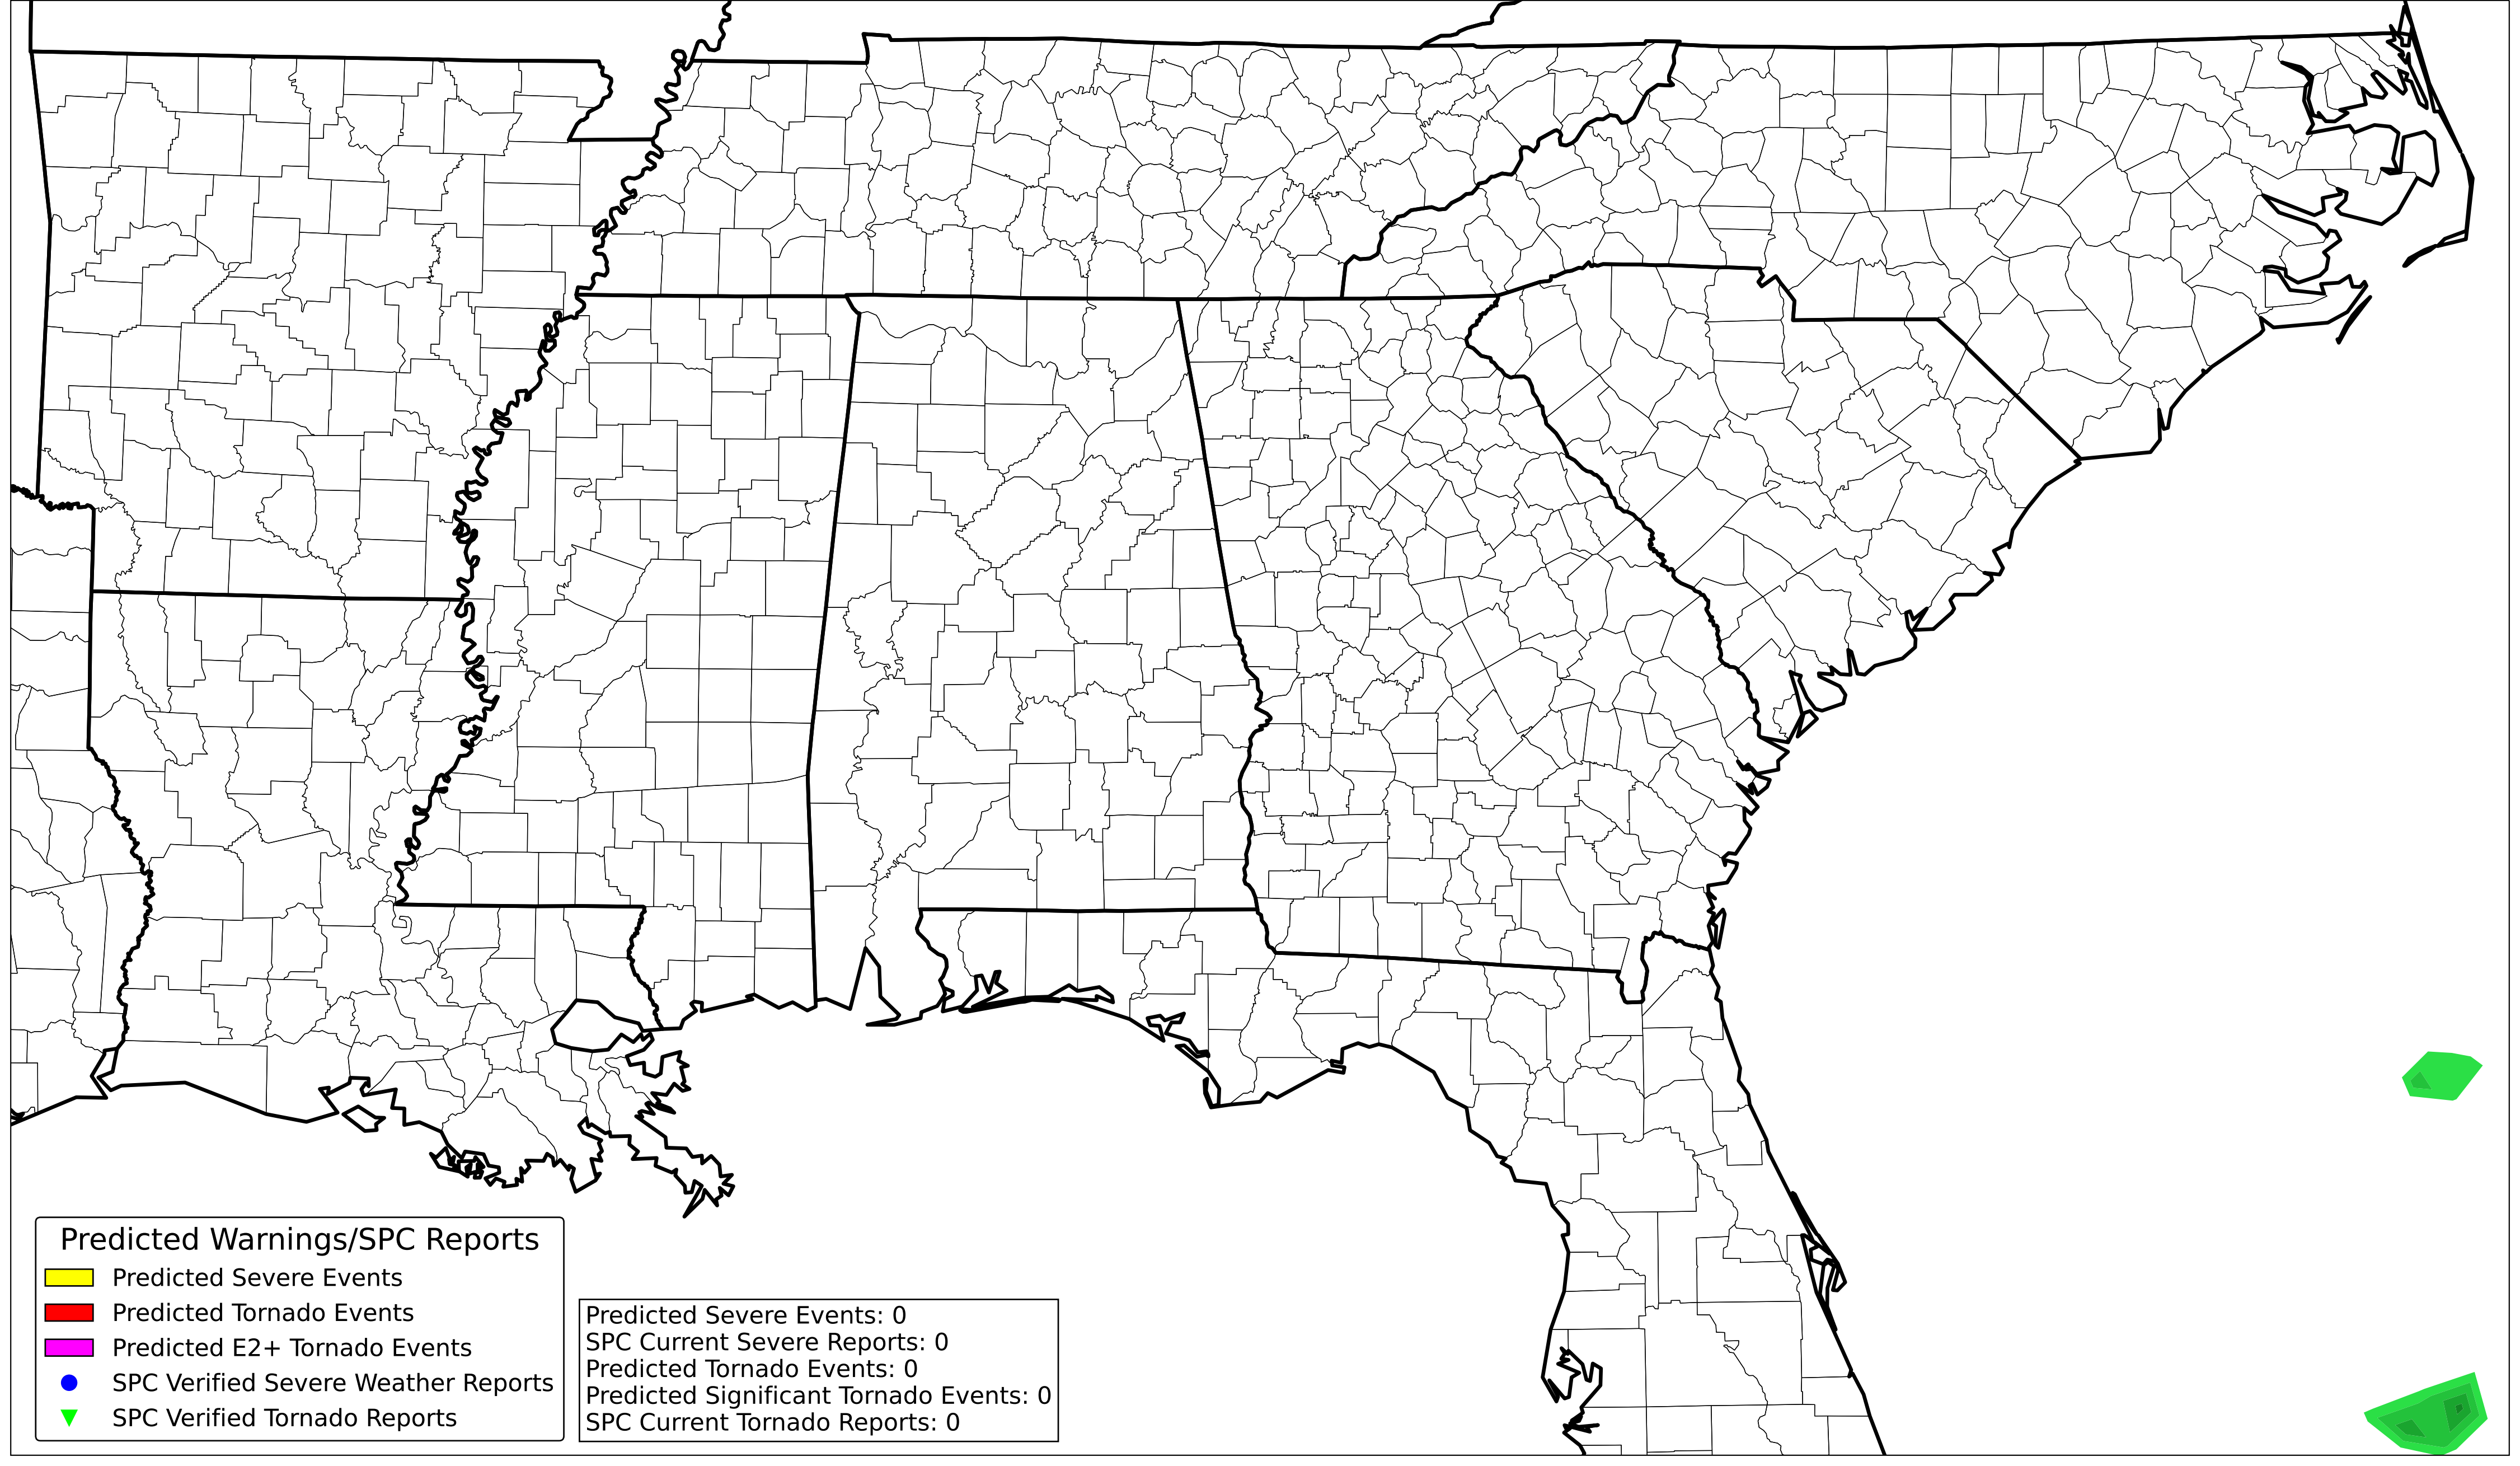 Predicted Warnings/SPC Reports
Predicted Severe Events
Predicted Tornado Events
Predicted E2+ Tornado Events
SPC Verified Severe Weather Reports
SPC Verified Tornado Reports
Predicted Severe Events: 0
SPC Current Severe Reports: 0
Predicted Tornado Events: 0
Predicted Significant Tornado Events: 0
SPC Current Tornado Reports: 0